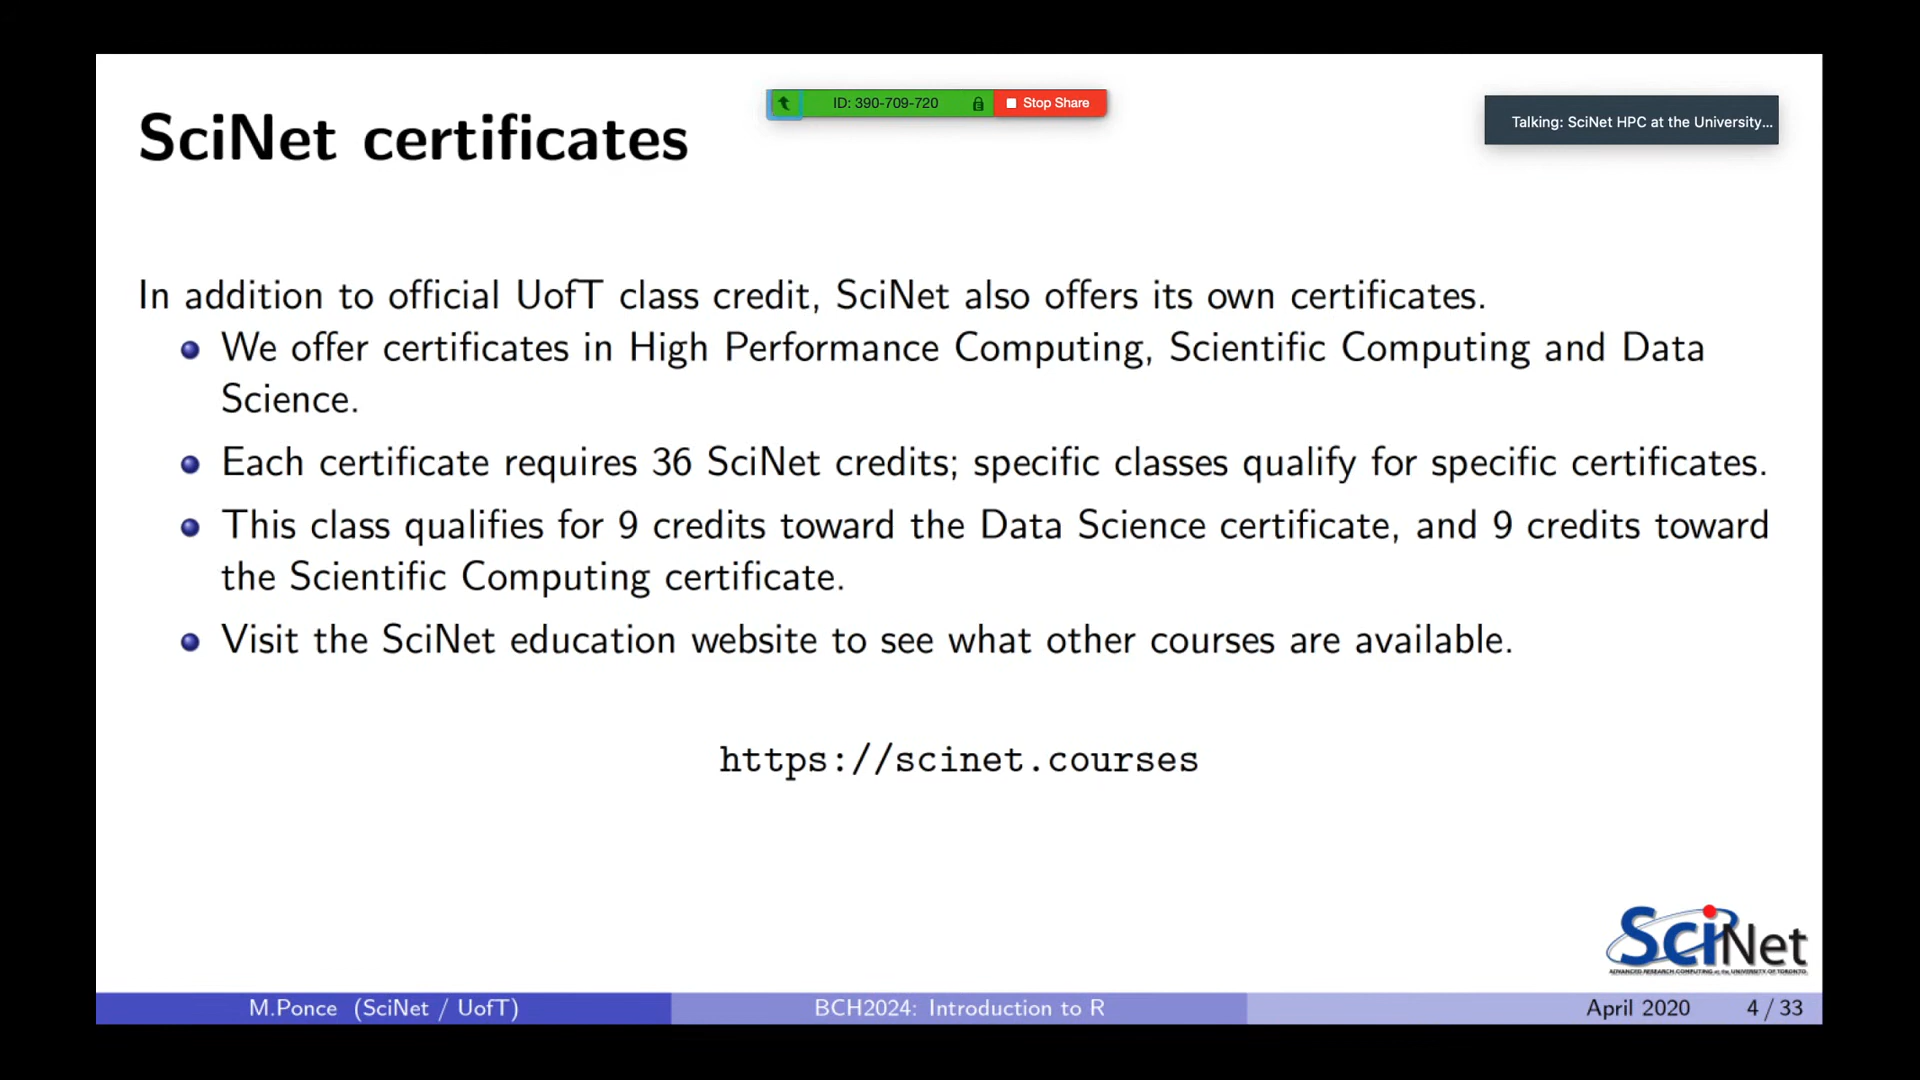 ID: 390-709-720
Stop Share
Talking: SciNet HPC at the University...
SciNet certificates
In addition to official UofT class credit, SciNet also offers its own certificates.
We offer certificates in High Performance Computing, Scientific Computing and Data
Science.
Each certificate requires 36 SciNet credits; specific classes qualify for specific certificates.
This class qualifies for 9 credits toward the Data Science certificate, and 9 credits toward
the Scientific Computing certificate.
Visit the SciNet education website to see what other courses are available.
https://scinet.courses
SciNet
ADVANCED RESEARCH COMPUTING at the UNIVERSITY OF TORONTO
M.Ponce (SciNet / UofT)
BCH2024: Introduction to R
April 2020
4 / 33